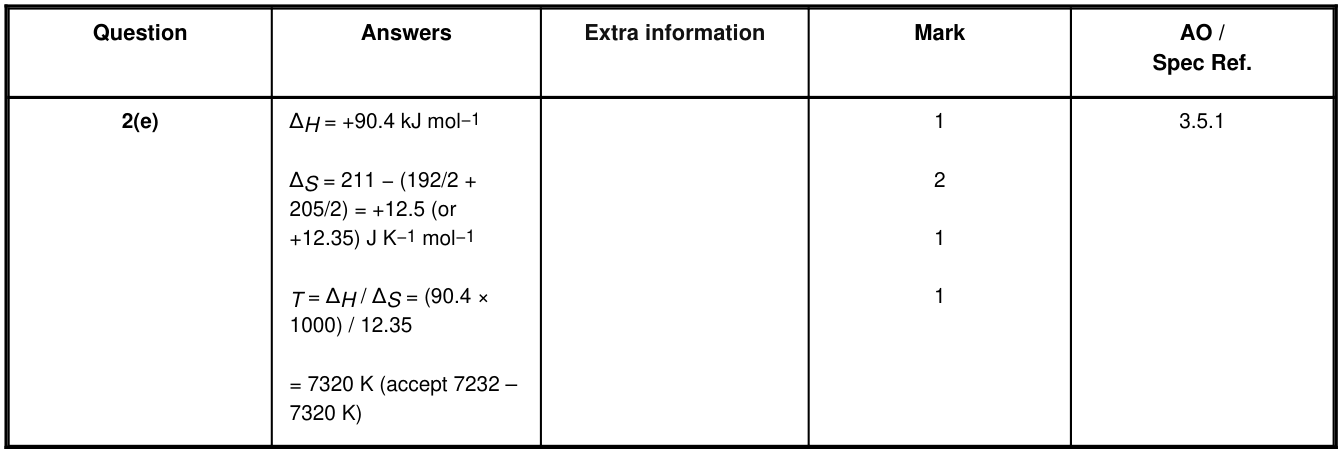 Question Answers Extra information Mark AO /
Spec Ref.
2(e) ΔH = +90.4 kJ mol−1 1 3.5.1
ΔS = 211 – (192/2 + 2
205/2) = +12.5 (or
+12.35) J K−1 mol−1 1
T = ΔH / ΔS = (90.4 × 1
1000) / 12.35
= 7320 K (accept 7232 –
7320 K)